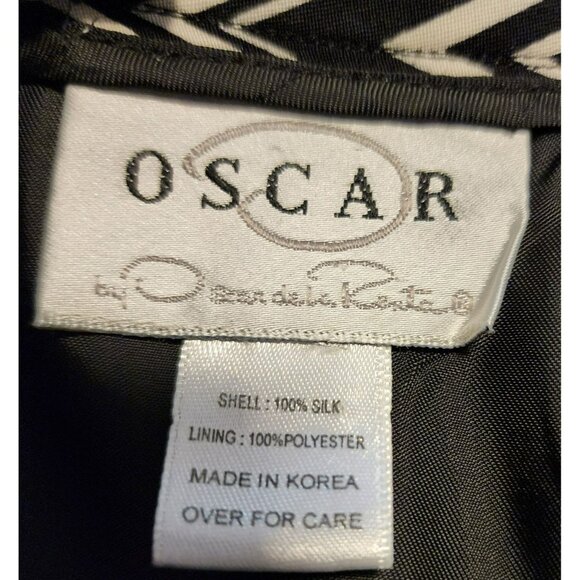 OSCAR
by Oscar de la Renta ®
SHELL : 100% SILK
LINING : 100%POLYESTER
MADE IN KOREA
OVER FOR CARE